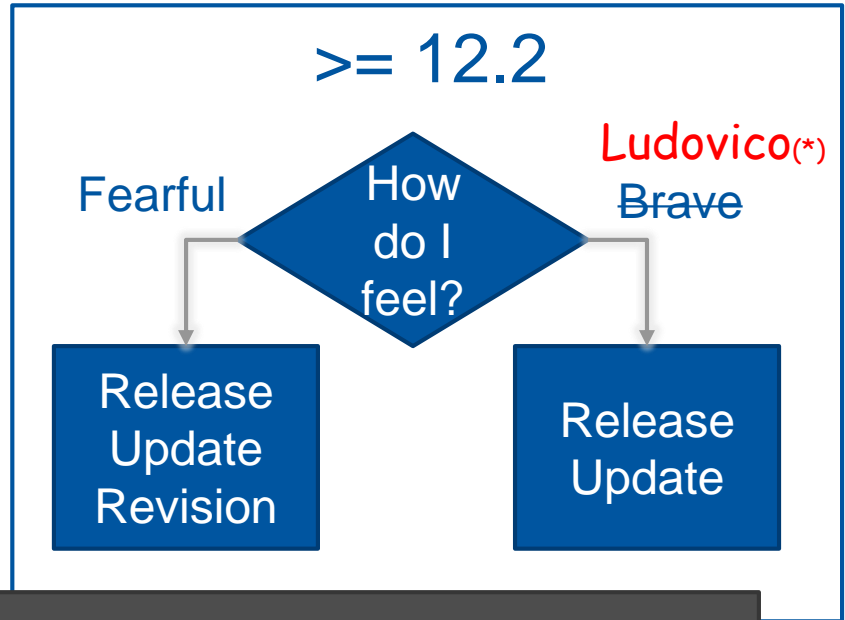 >= 12.2
Ludovico(*)
Fearful
Brave
How
do I
feel?
Release
Update
Revision
Release
Update